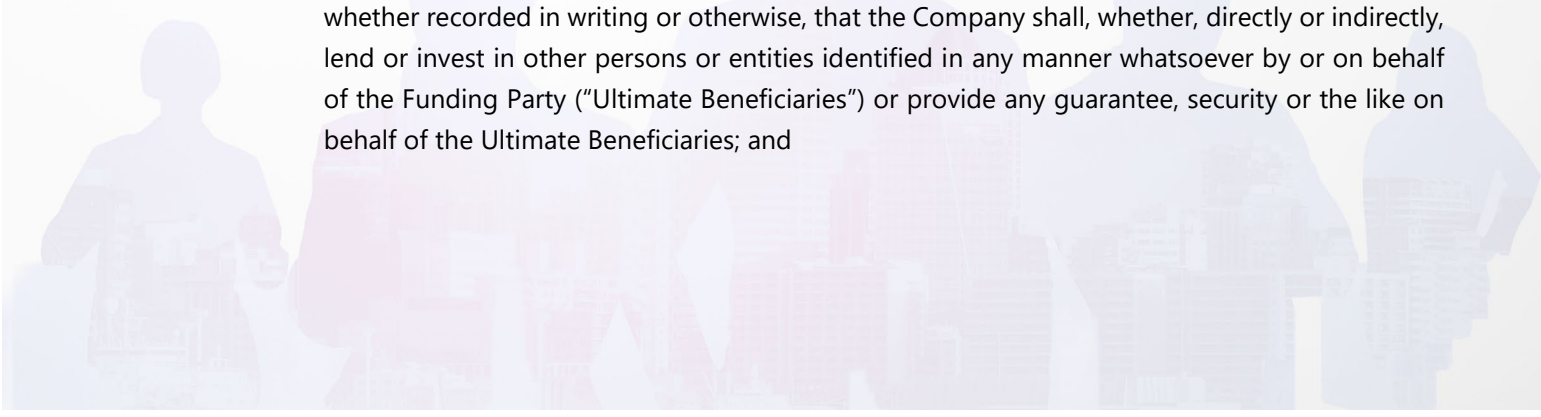 whether recorded in writing or otherwise, that the Company shall, whether, directly or indirectly,
lend or invest in other persons or entities identified in any manner whatsoever by or on behalf
of the Funding Party (“Ultimate Beneficiaries”) or provide any guarantee, security or the like on
behalf of the Ultimate Beneficiaries; and